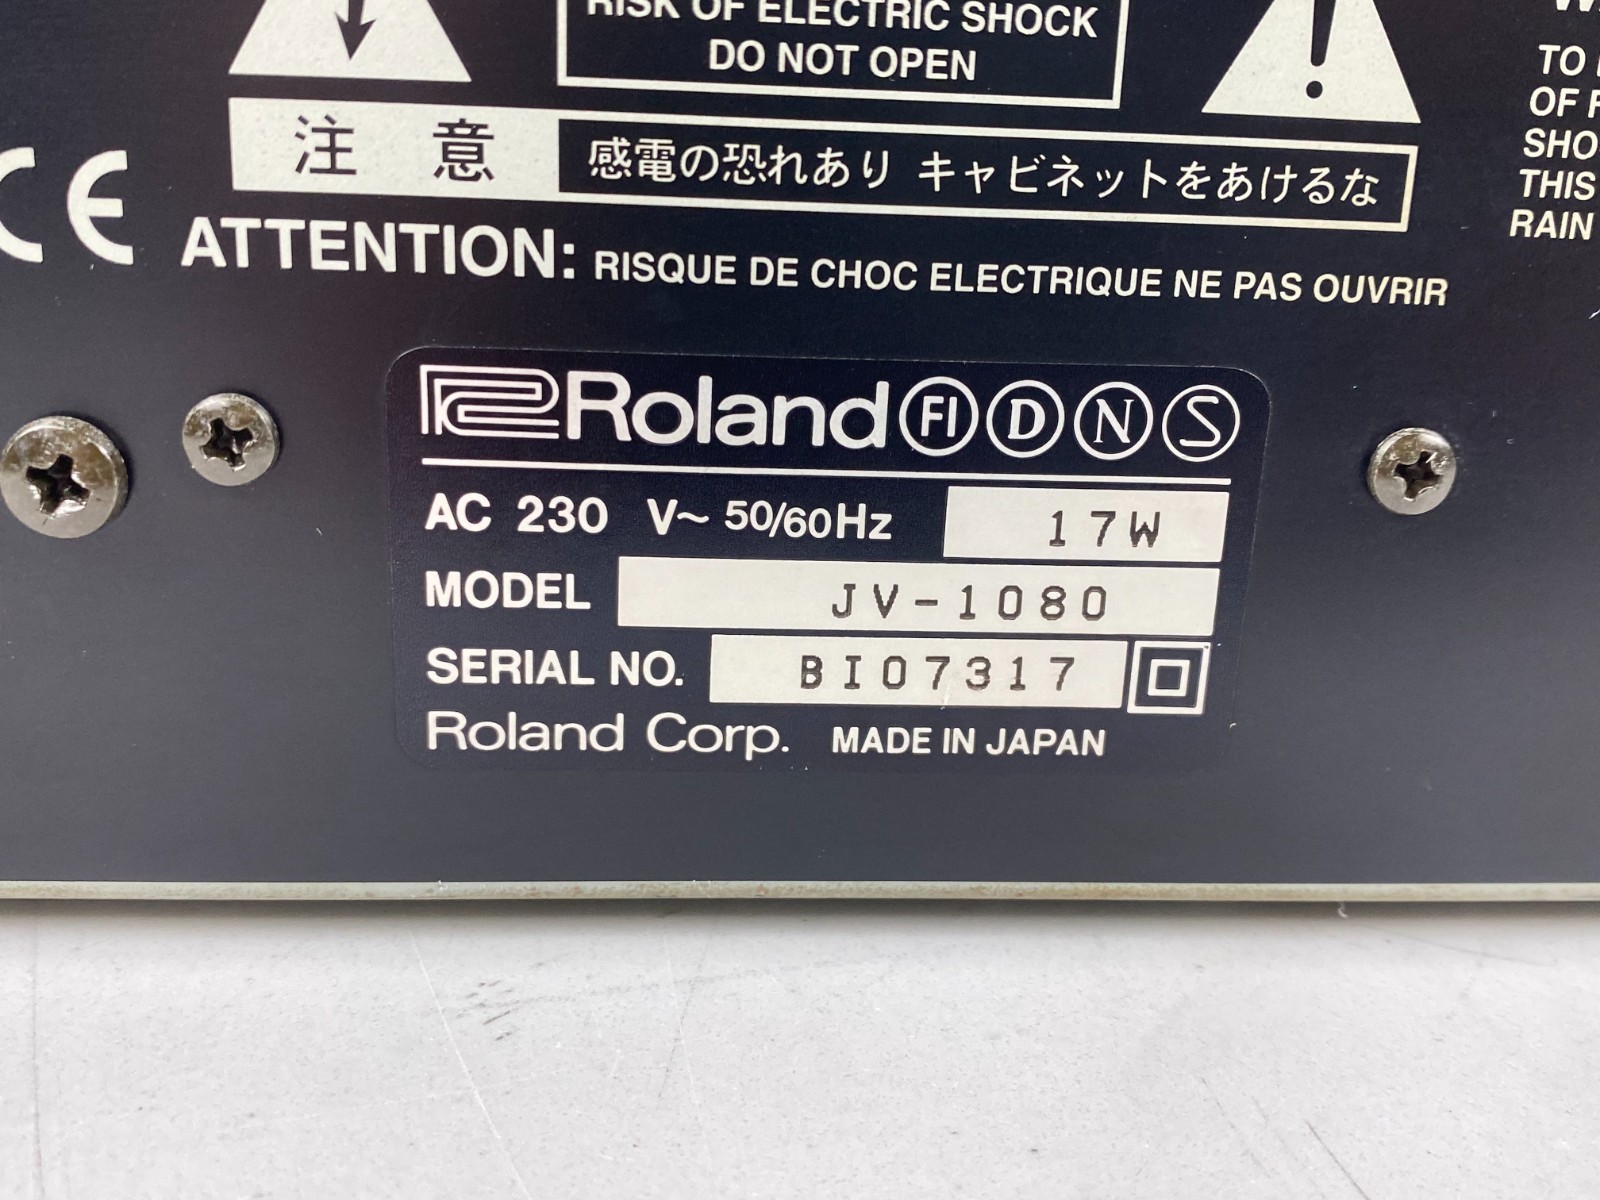 RISK OF ELECTRIC SHOCK
DO NOT OPEN
注 意 感電の恐れあり キャビネットをあけるな
CE
ATTENTION: RISQUE DE CHOC ELECTRIQUE NE PAS OUVRIR
TO
OF
THIS
RAIN
Roland FI D N S
AC 230 V~ 50/60Hz 17W
MODEL JV-1080
SERIAL NO. BI07317
Roland Corp. MADE IN JAPAN